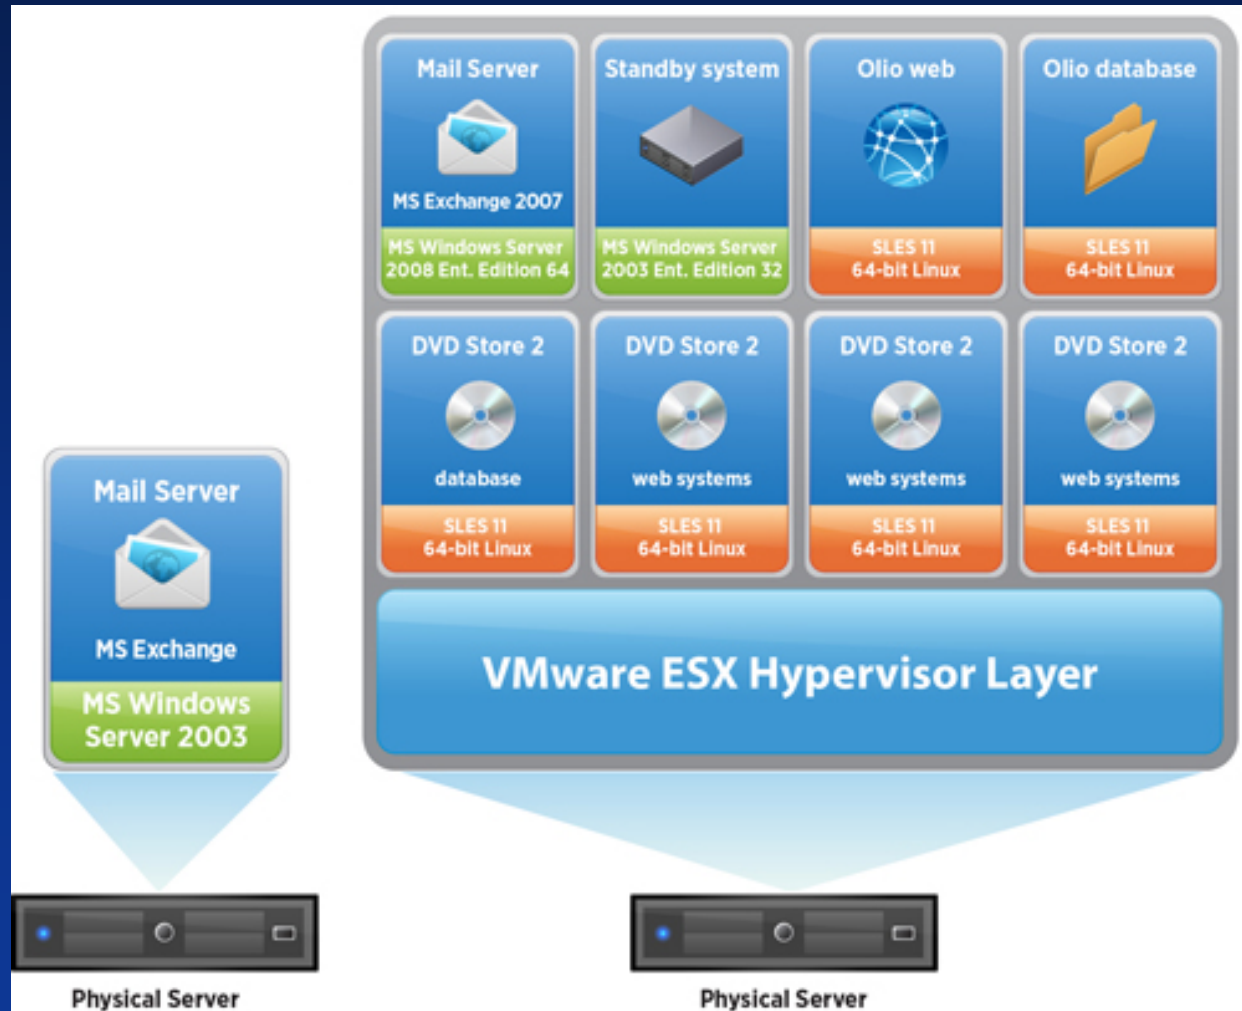 Mail Server
MS Exchange 2007
MS Windows Server
2008 Ent. Edition 64
Standby system
MS Windows Server
2003 Ent. Edition 32
Olio web
SLES 11
64-bit Linux
Olio database
SLES 11
64-bit Linux
DVD Store 2
database
SLES 11
64-bit Linux
DVD Store 2
web systems
SLES 11
64-bit Linux
DVD Store 2
web systems
SLES 11
64-bit Linux
DVD Store 2
web systems
SLES 11
64-bit Linux
Mail Server
MS Exchange
MS Windows
Server 2003
VMware ESX Hypervisor Layer
Physical Server
Physical Server